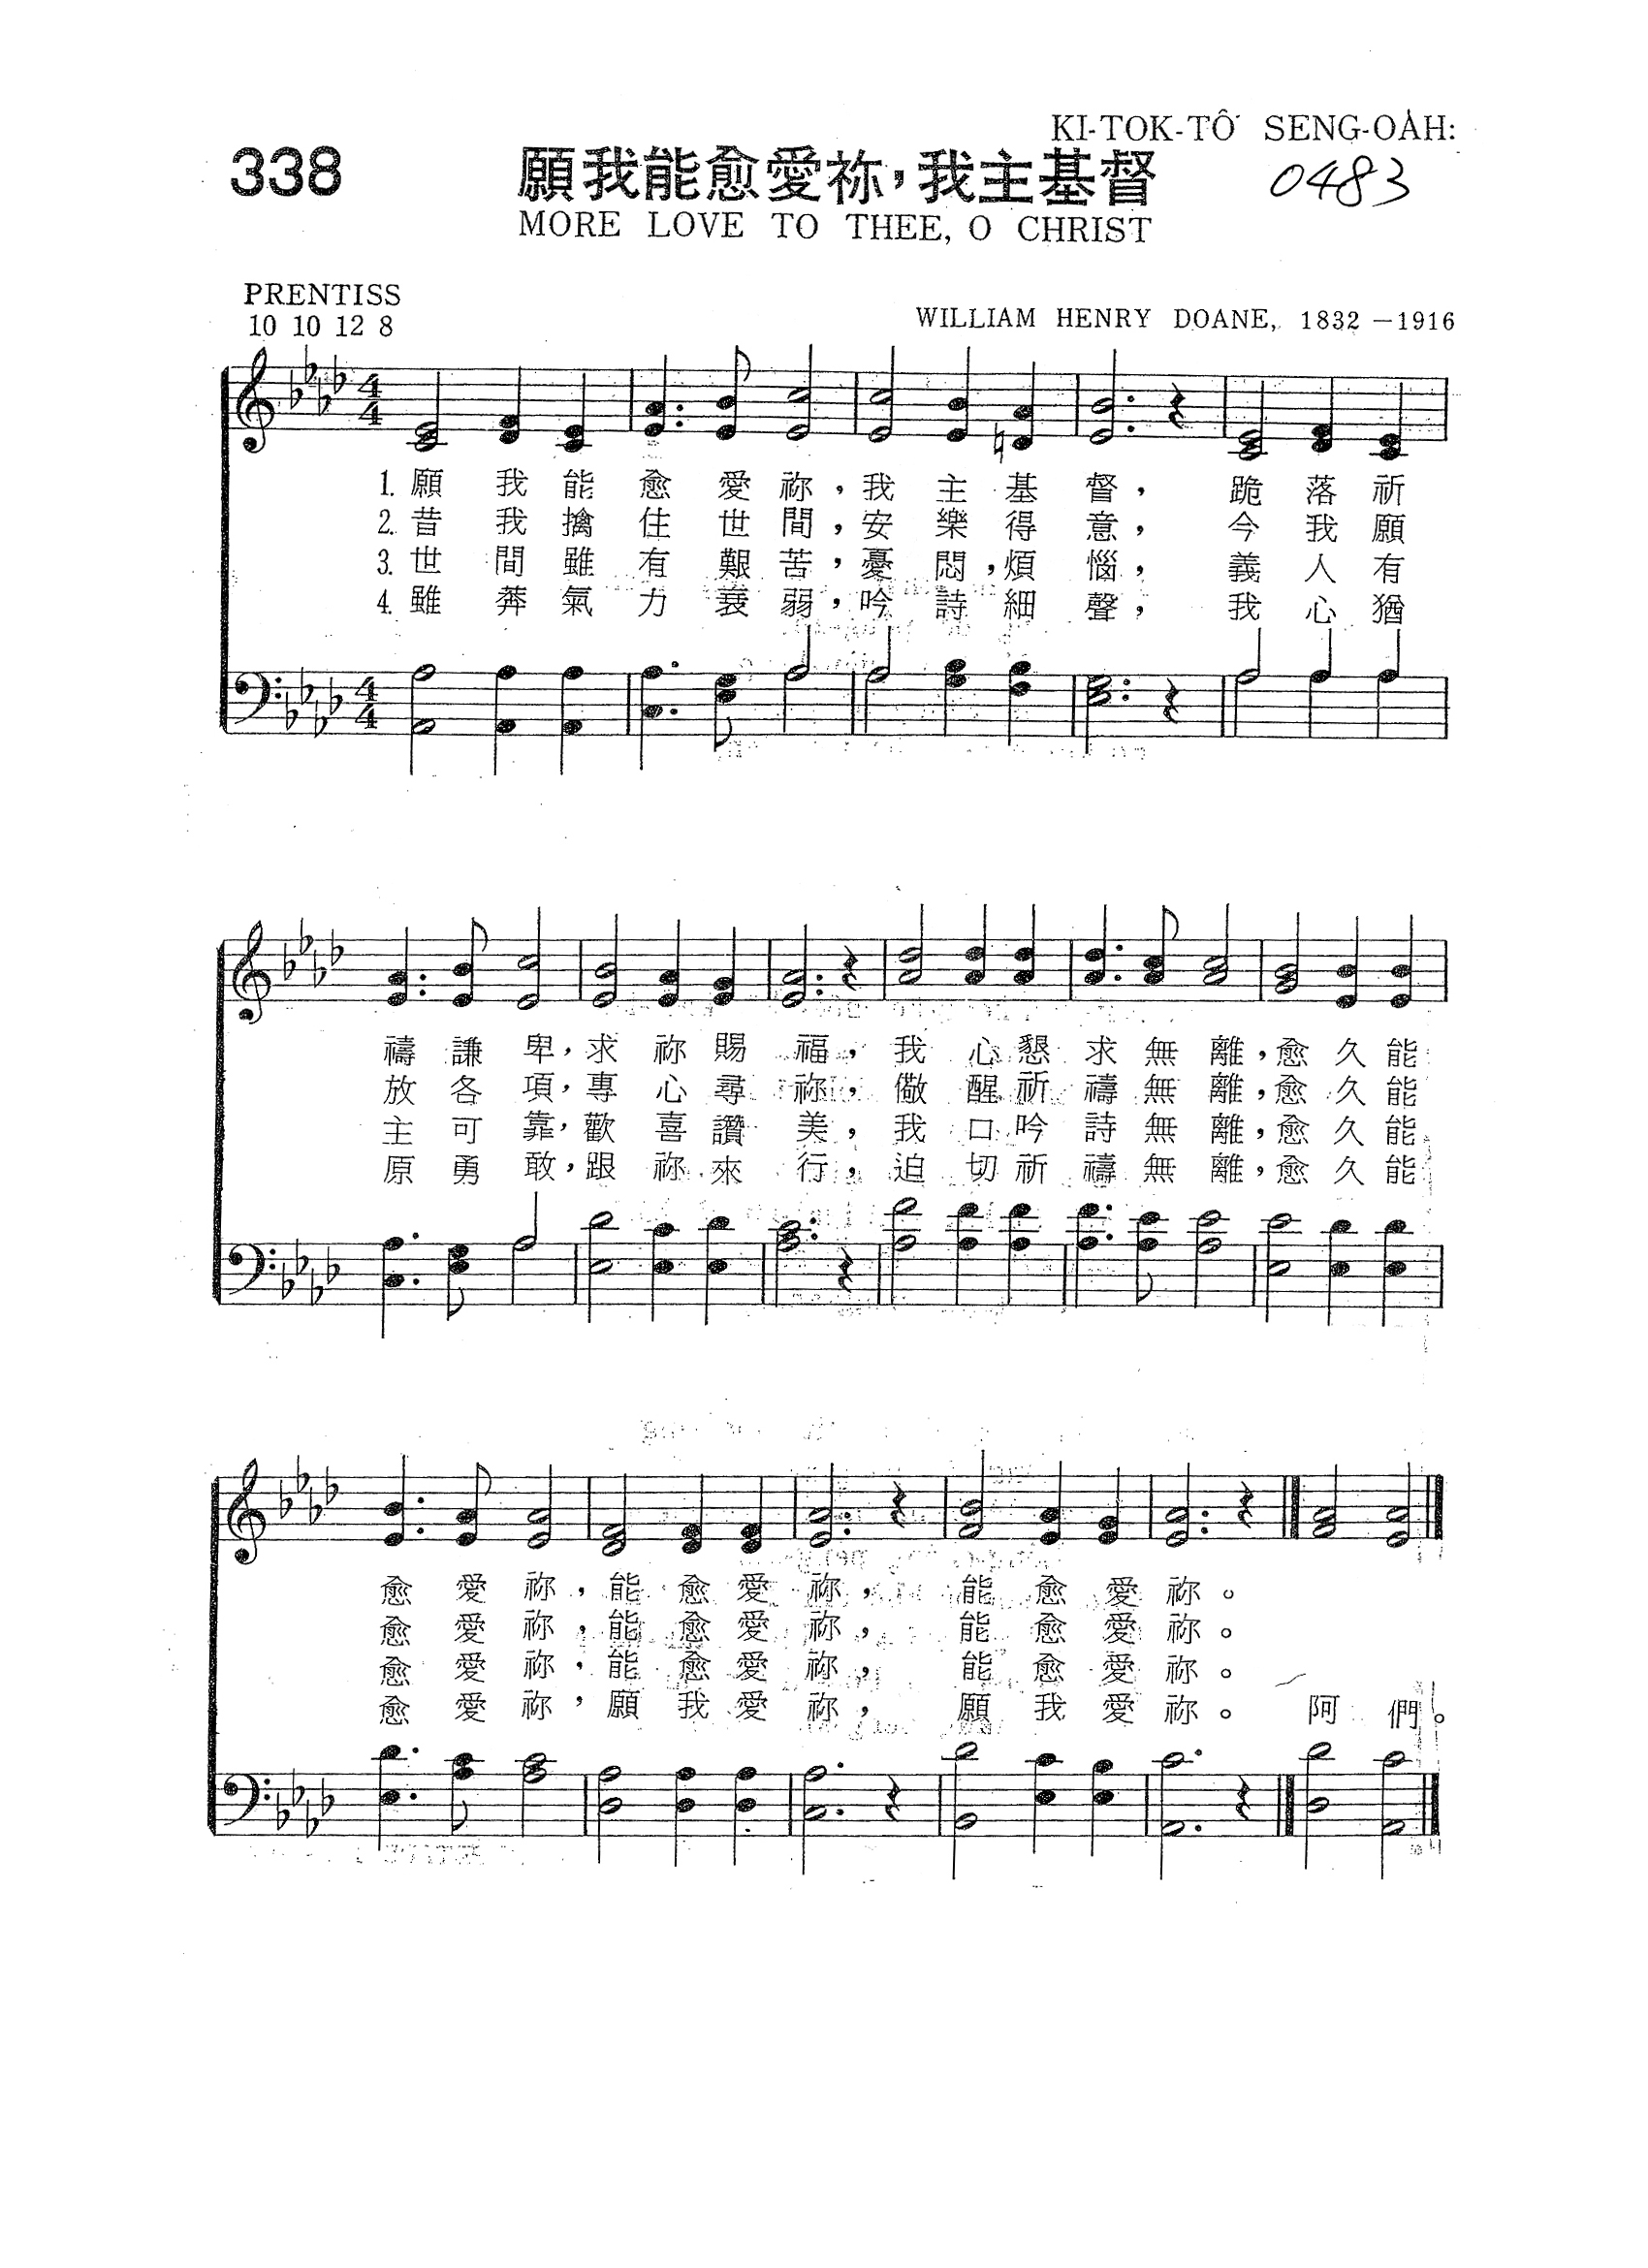 KI-TOK-TÔ͘ SENG-OA̍H:
338
願我能愈愛祢，我主基督
0483
MORE LOVE TO THEE, O CHRIST
PRENTISS
10 10 12 8
WILLIAM HENRY DOANE, 1832－1916
1. 願我能愈愛祢，我主基督，跪落祈
2. 昔我擒住世間，安樂得意，今我願
3. 世間雖有艱苦，憂悶，煩惱，義人有
4. 雖莽氣力衰弱，吟詩細聲，我心猶
禱謙卑，求祢賜福，我心懇求無離，愈久能
放各項，專心尋祢，儆醒祈禱無離，愈久能
主可靠，歡喜讚美，我口吟詩無離，愈久能
原勇敢，跟祢來行，迫切祈禱無離，愈久能
愈愛祢，能愈愛祢，能愈愛祢。
愈愛祢，能愈愛祢，能愈愛祢。
愈愛祢，能愈愛祢，能愈愛祢。
愈愛祢，願我愛祢，願我愛祢。阿們。